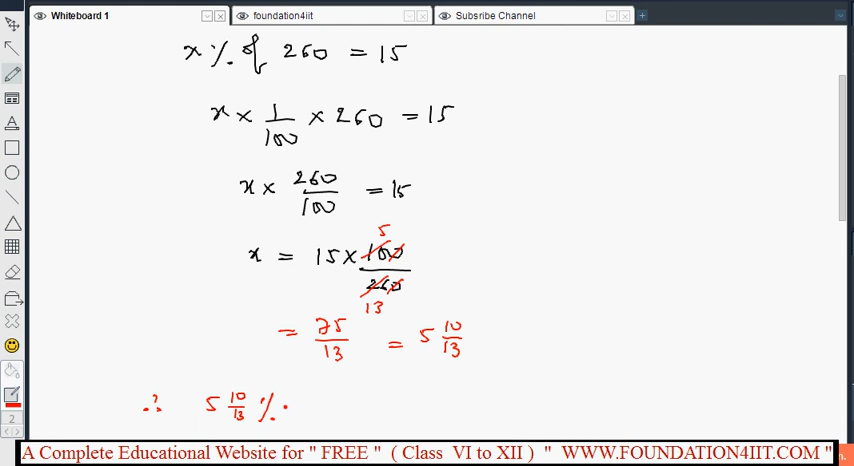 Whiteboard 1
foundation4iit
Subsribe Channel
x % of 260 = 15
x × 1/100 × 260 = 15
x × 260/100 = 15
5
x = 15 × 100/260
13
= 75/13 = 5 10/13
∴ 5 10/13 %.
2
A Complete Educational Website for " FREE " ( Class VI to XII ) " WWW.FOUNDATION4IIT.COM "